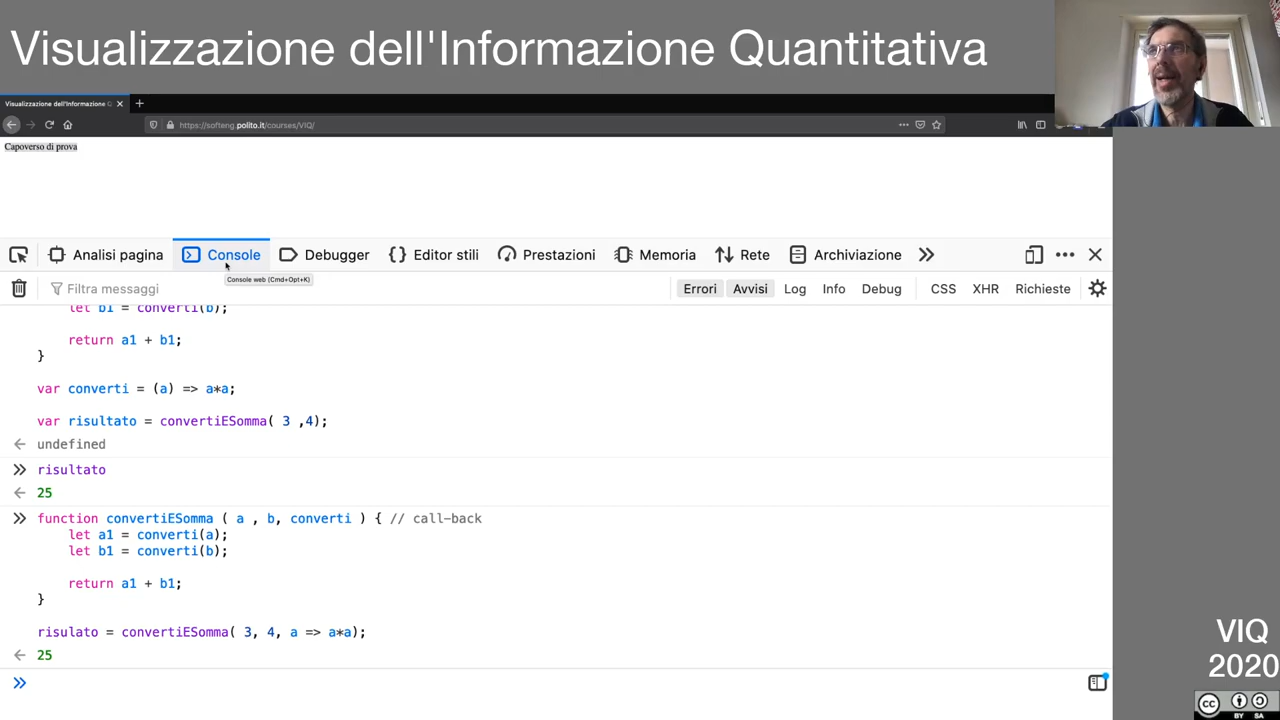 Visualizzazione dell'Informazione Quantitativa
Visualizzazione dell'Informazione Q
https://softeng.polito.it/courses/VIQ/
Capoverso di prova
Analisi pagina
Console
Debugger
Editor stili
Prestazioni
Memoria
Rete
Archiviazione
Console web (Cmd+Opt+K)
Filtra messaggi
Errori
Avvisi
Log
Info
Debug
CSS
XHR
Richieste
let b1 = converti(b);
return a1 + b1;
}
var converti = (a) => a*a;
var risultato = convertiESomma( 3 ,4);
undefined
risultato
25
function convertiESomma ( a , b, converti ) { // call-back
let a1 = converti(a);
let b1 = converti(b);
return a1 + b1;
}
risulato = convertiESomma( 3, 4, a => a*a);
25
VIQ
2020
CC
BY SA